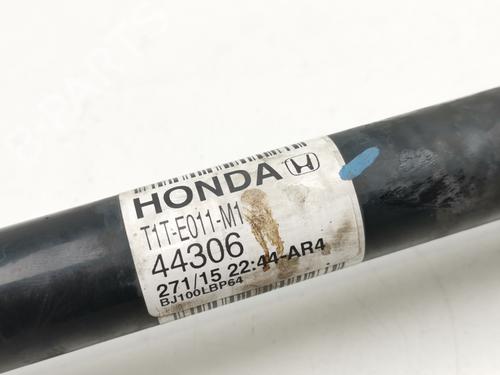 HONDA
T1T-E011-M1
44306
271/15 22:44-AR4
BJ100LBP64